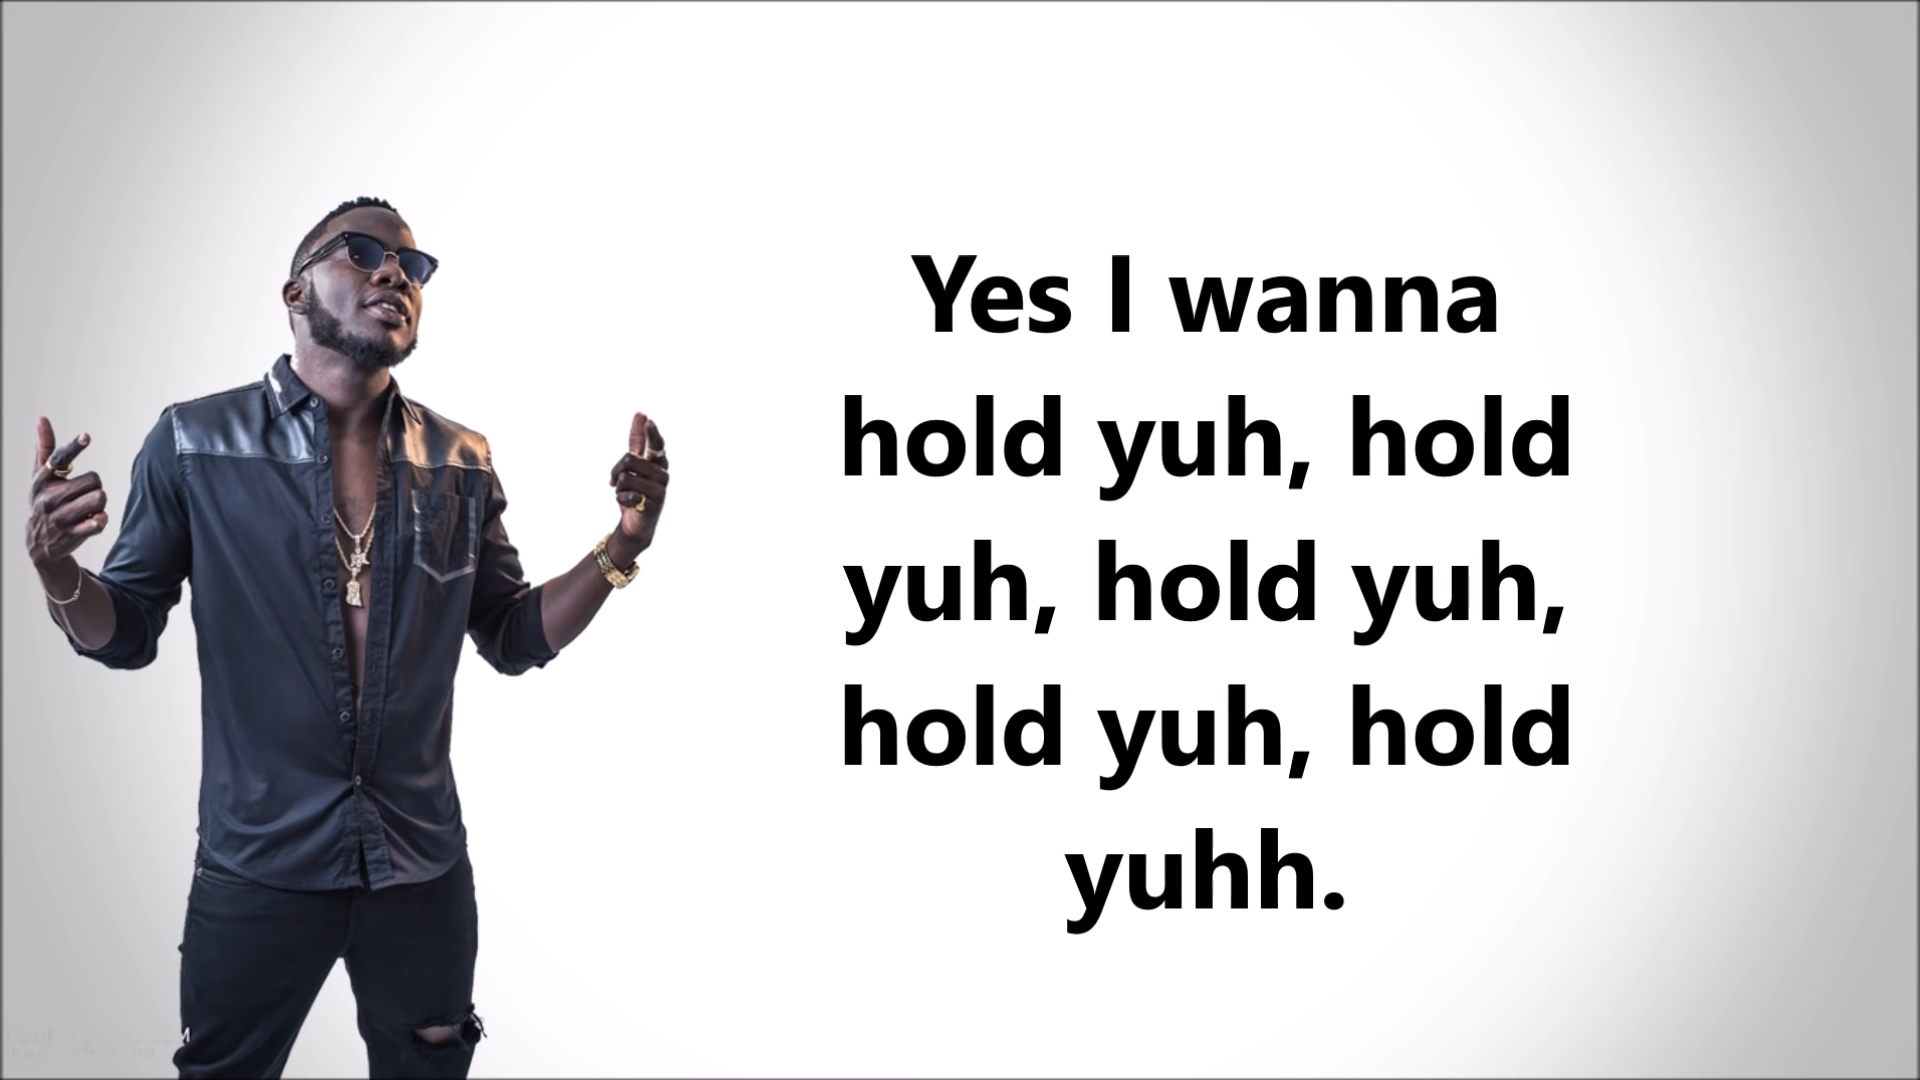 Yes I wanna
hold yuh, hold
yuh, hold yuh,
hold yuh, hold
yuhh.